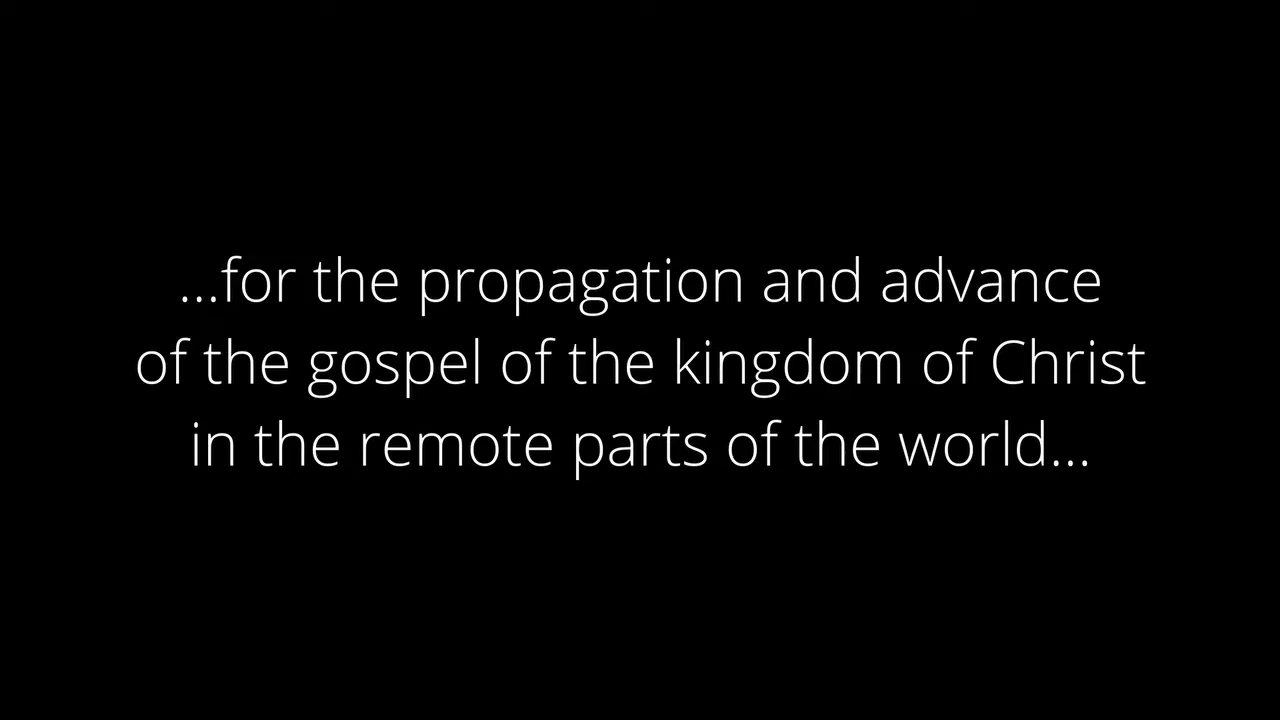 ...for the propagation and advance
of the gospel of the kingdom of Christ
in the remote parts of the world...